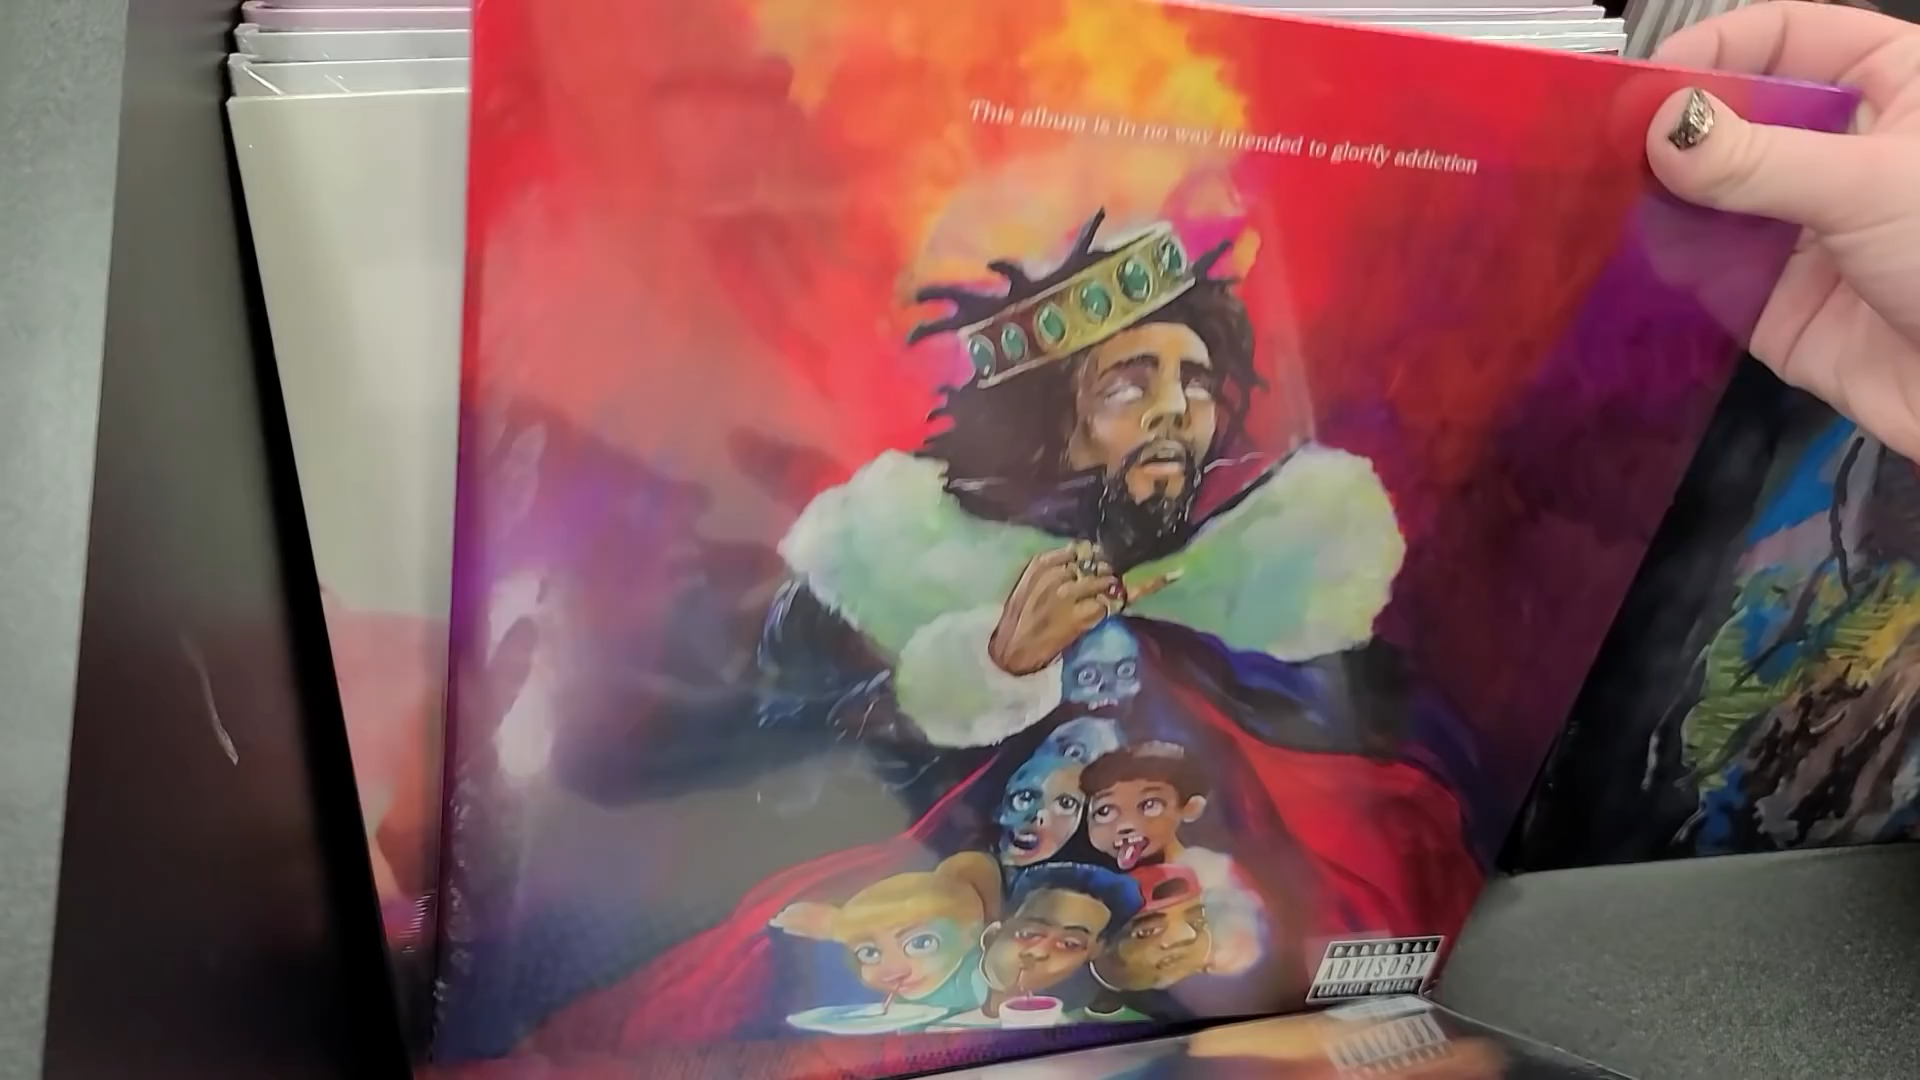 This album is in no way intended to glorify addiction
PARENTAL
ADVISORY
EXPLICIT CONTENT